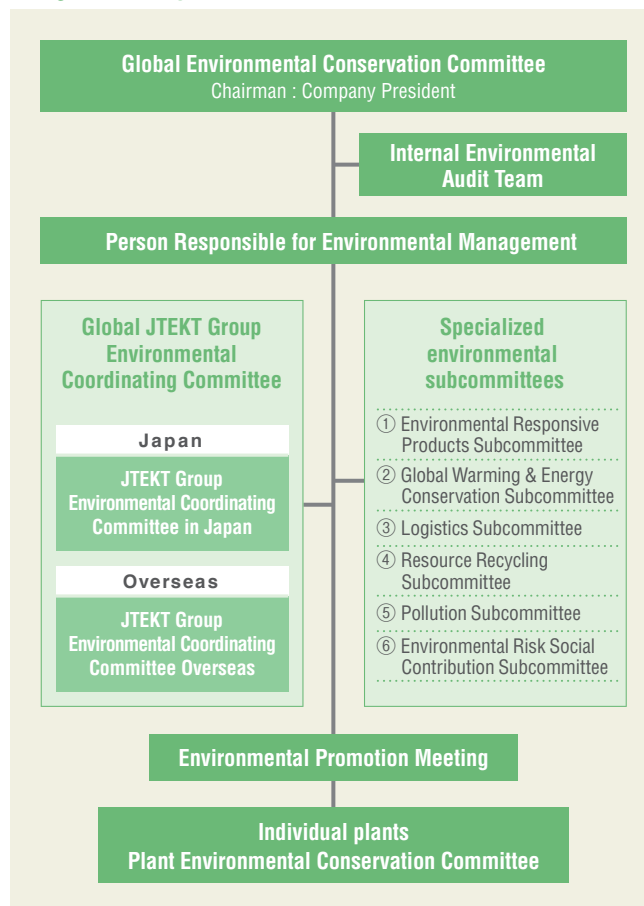 Global Environmental Conservation Committee
Chairman : Company President
Internal Environmental
Audit Team
Person Responsible for Environmental Management
Global JTEKT Group
Environmental
Coordinating Committee
Japan
JTEKT Group
Environmental Coordinating
Committee in Japan
Overseas
JTEKT Group
Environmental Coordinating
Committee Overseas
Specialized
environmental
subcommittees
① Environmental Responsive
Products Subcommittee
② Global Warming & Energy
Conservation Subcommittee
③ Logistics Subcommittee
④ Resource Recycling
Subcommittee
⑤ Pollution Subcommittee
⑥ Environmental Risk Social
Contribution Subcommittee
Environmental Promotion Meeting
Individual plants
Plant Environmental Conservation Committee